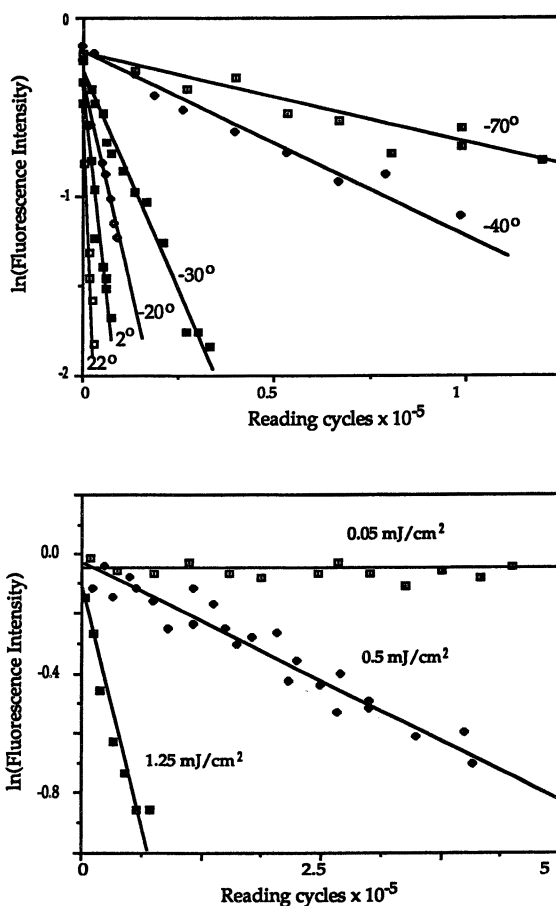 0
-1
-2
ln(Fluorescence Intensity)
-70°
-40°
-30°
-20°
2°
22°
0
0.5
1
Reading cycles x 10⁻⁵
0.0
-0.4
-0.8
ln(Fluorescence Intensity)
0.05 mJ/cm²
0.5 mJ/cm²
1.25 mJ/cm²
0
2.5
5
Reading cycles x 10⁻⁵